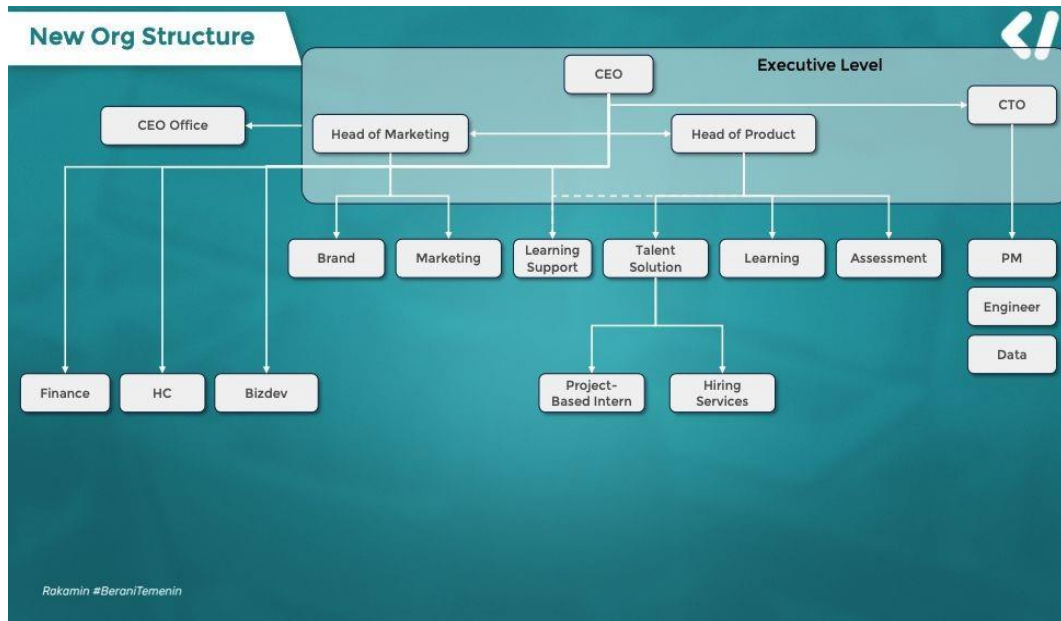 New Org Structure
CEO
Executive Level
CTO
CEO Office
Head of Marketing
Head of Product
Brand
Marketing
Learning
Support
Talent
Solution
Learning
Assessment
PM
Engineer
Data
Finance
HC
Bizdev
Project-
Based Intern
Hiring
Services
Rakamin #BeraniTemenin